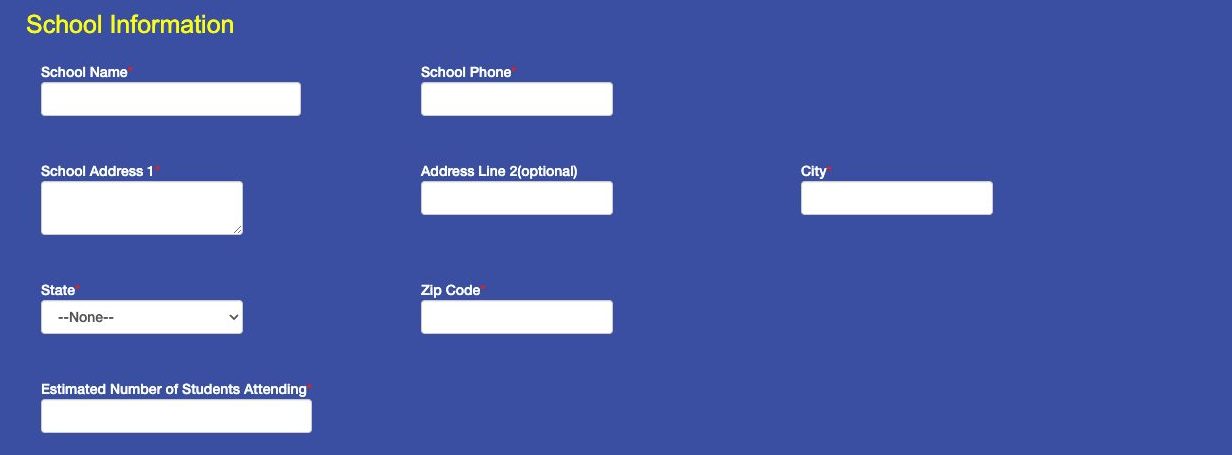 School Information
School Name* School Phone*
School Address 1* Address Line 2(optional) City*
State* Zip Code*
--None--
Estimated Number of Students Attending*